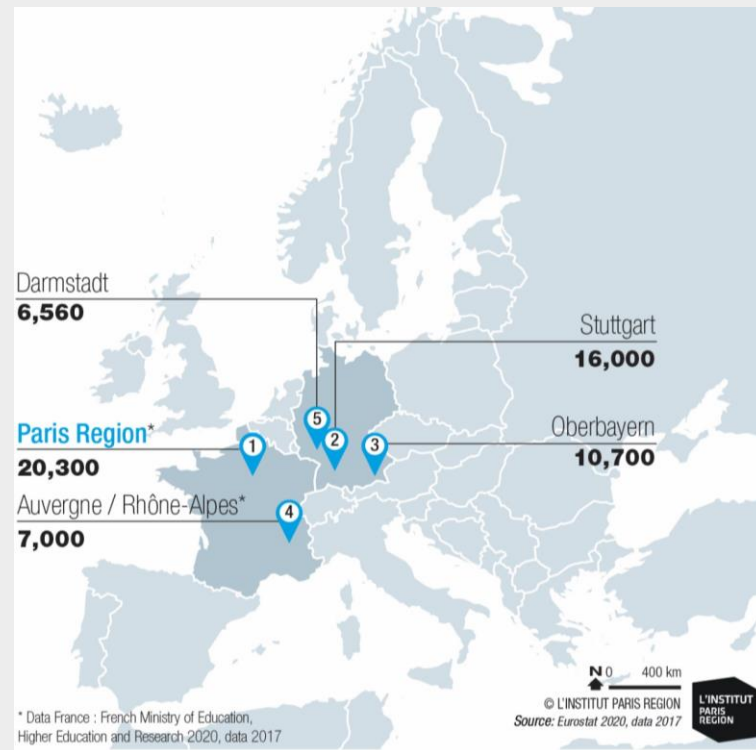 Darmstadt
6,560
Stuttgart
16,000
Paris Region*
20,300
Oberbayern
10,700
Auvergne / Rhône-Alpes*
7,000
5
2
3
1
4
N 0 400 km
© L'INSTITUT PARIS REGION
Source: Eurostat 2020, data 2017
* Data France : French Ministry of Education,
Higher Education and Research 2020, data 2017
L'INSTITUT
PARIS
REGION